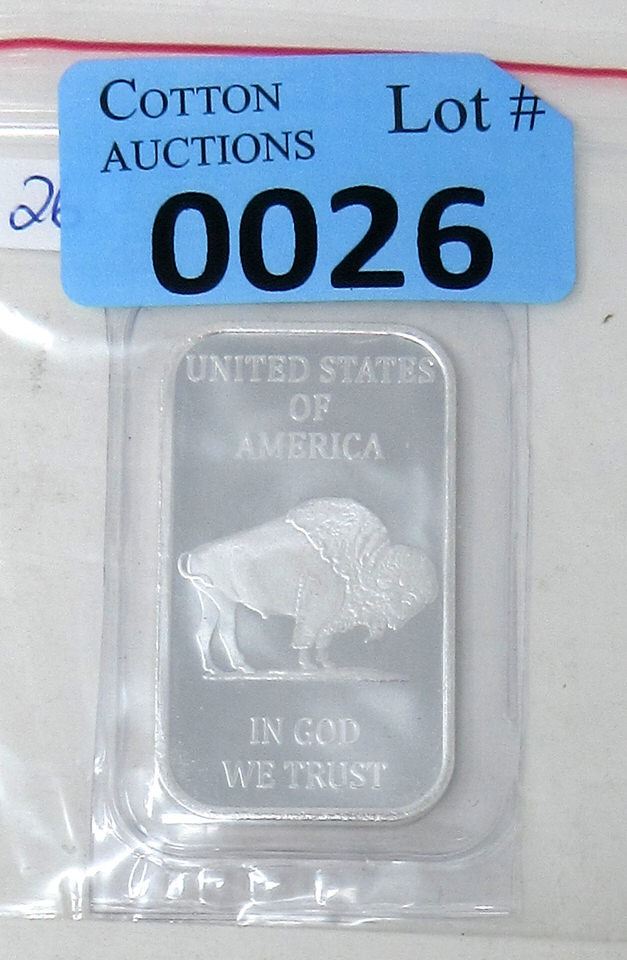 COTTON
AUCTIONS
Lot #
0026
UNITED STATES
OF
AMERICA
IN GOD
WE TRUST